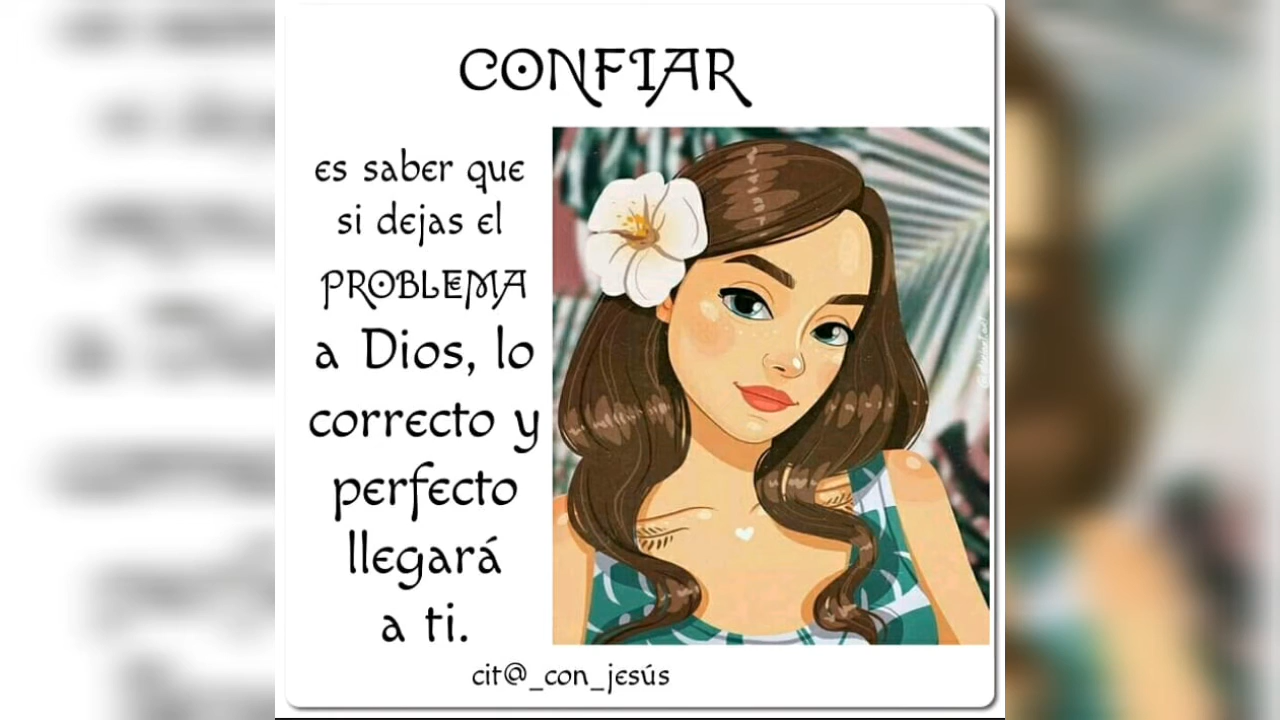 CONFIAR
es saber que
si dejas el
PROBLEMA
a Dios, lo
correcto y
perfecto
llegará
a ti.
cit@_con_jesús